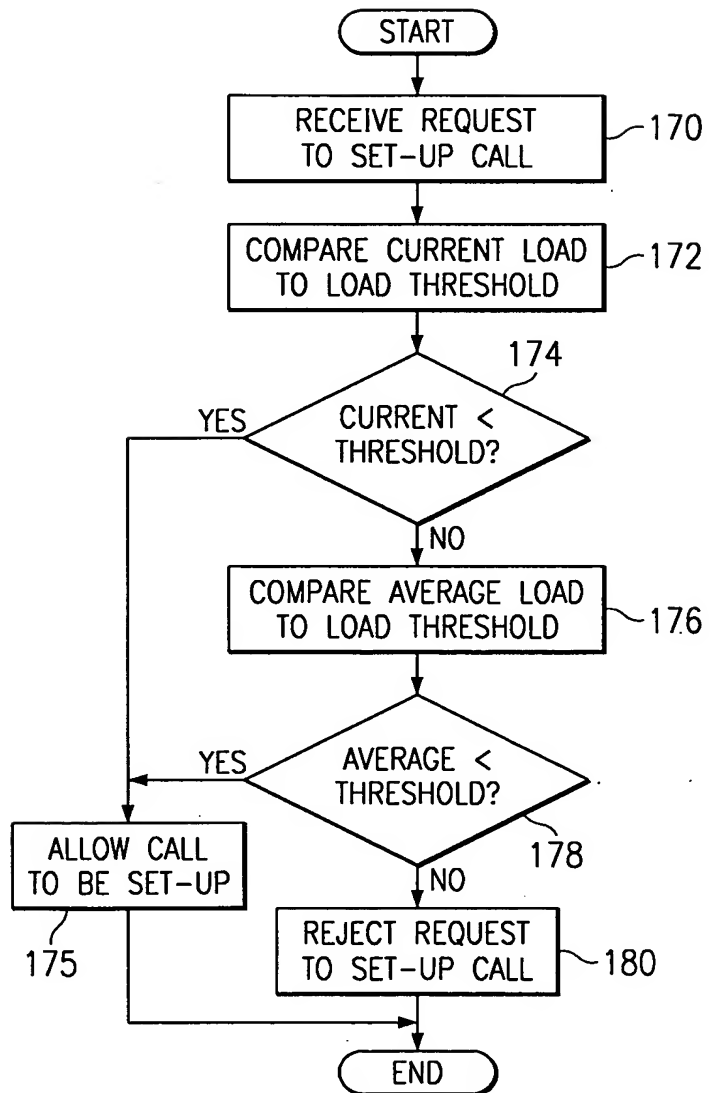 START
RECEIVE REQUEST
TO SET-UP CALL
170
COMPARE CURRENT LOAD
TO LOAD THRESHOLD
172
174
YES
CURRENT <
THRESHOLD?
NO
COMPARE AVERAGE LOAD
TO LOAD THRESHOLD
176
YES
AVERAGE <
THRESHOLD?
178
ALLOW CALL
TO BE SET-UP
175
NO
REJECT REQUEST
TO SET-UP CALL
180
END